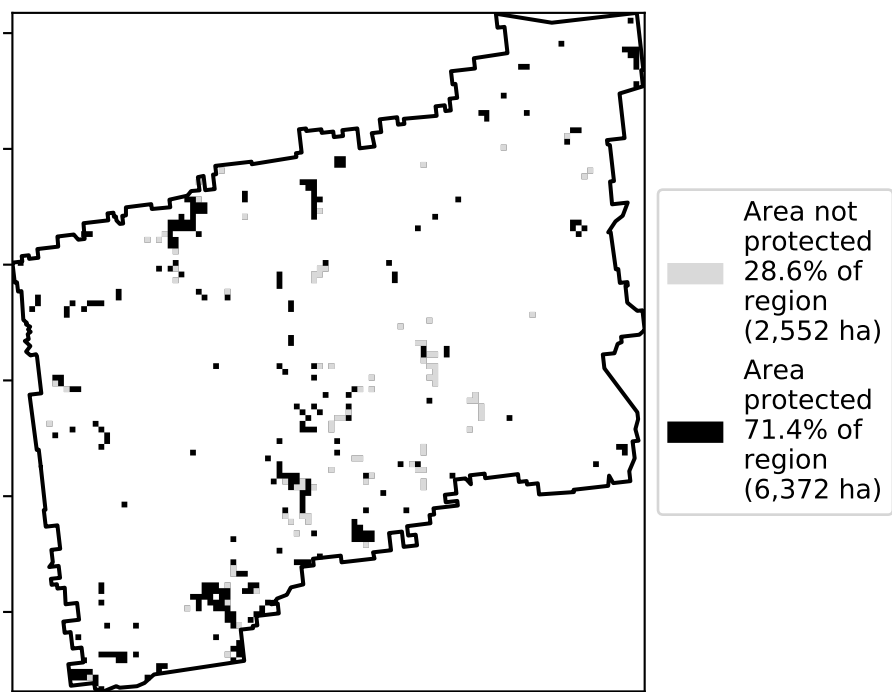 Area not
protected
28.6% of
region
(2,552 ha)
Area
protected
71.4% of
region
(6,372 ha)